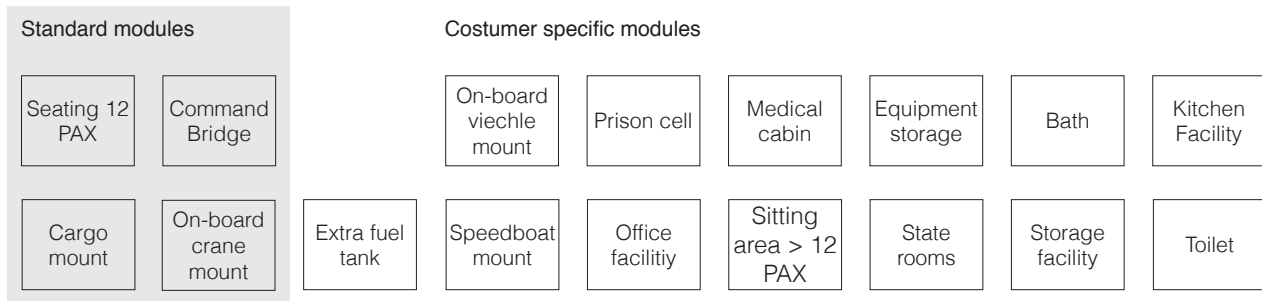 Standard modules
Costumer specific modules
Seating 12
PAX
Command
Bridge
On-board
viechle
mount
Prison cell
Medical
cabin
Equipment
storage
Bath
Kitchen
Facility
Cargo
mount
On-board
crane
mount
Extra fuel
tank
Speedboat
mount
Office
facilitiy
Sitting
area > 12
PAX
State
rooms
Storage
facility
Toilet